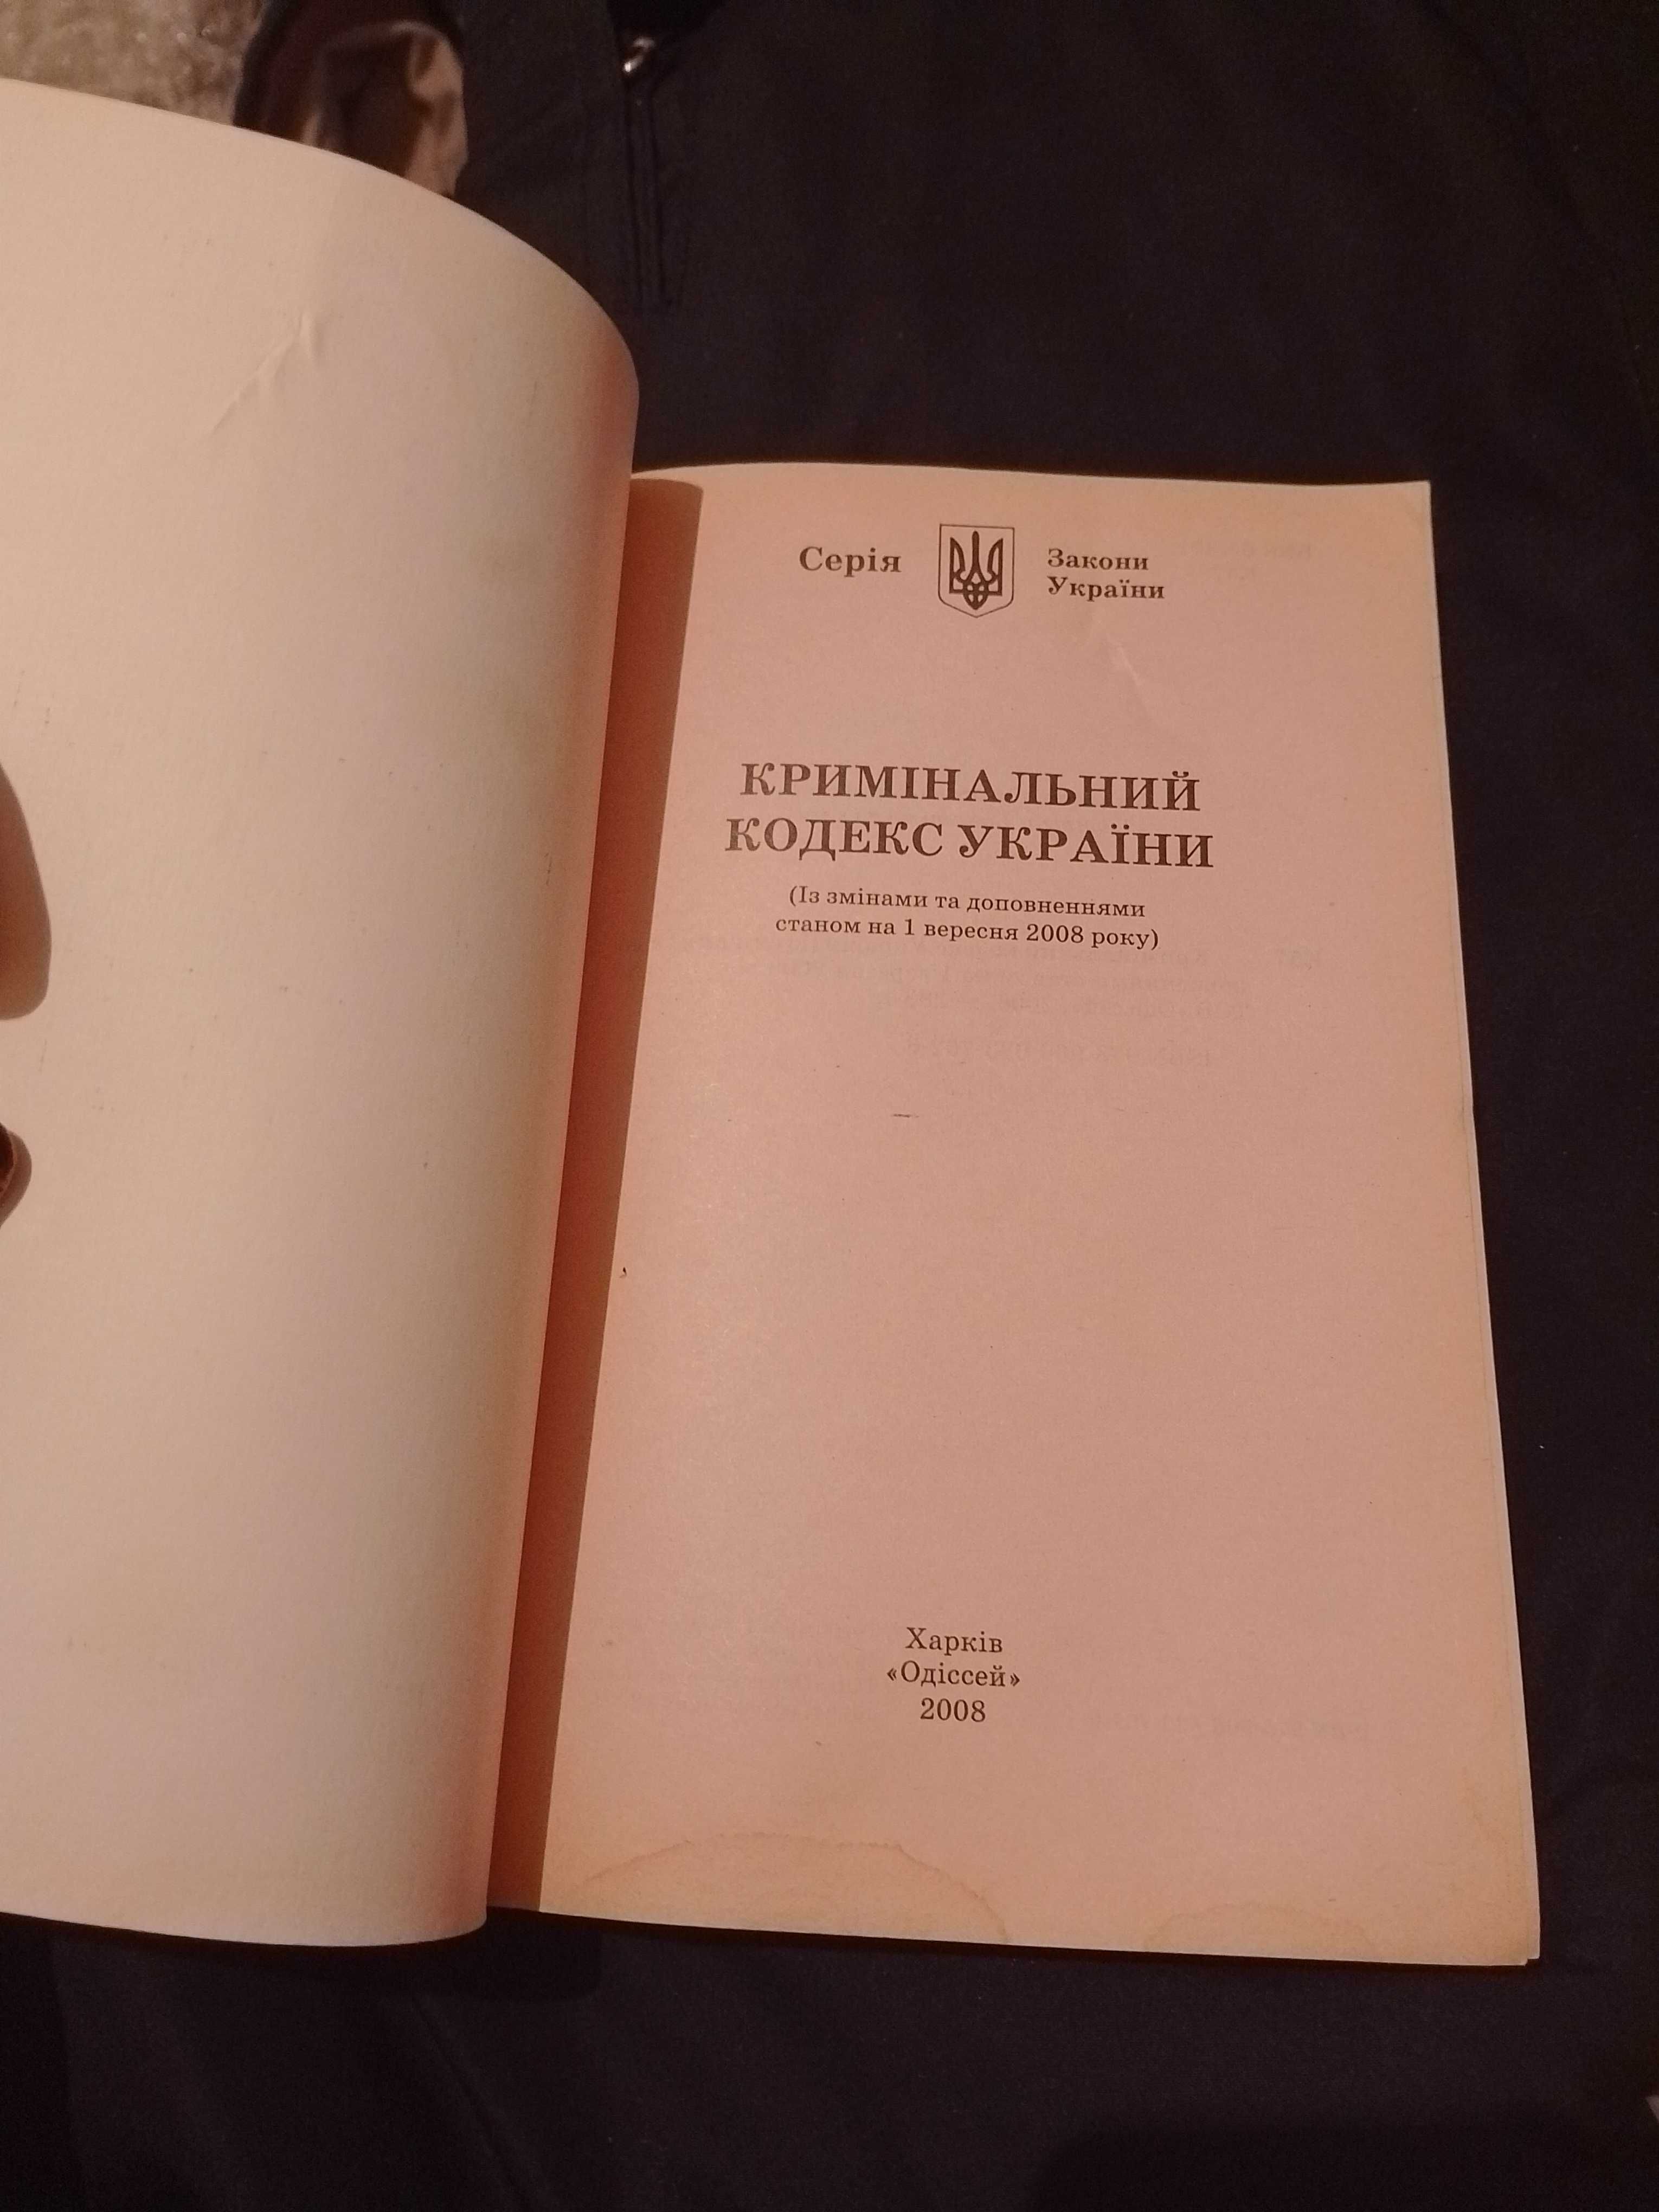 Серія
Закони
України
КРИМІНАЛЬНИЙ
КОДЕКС УКРАЇНИ
(Із змінами та доповненнями
станом на 1 вересня 2008 року)
Харків
«Одіссей»
2008